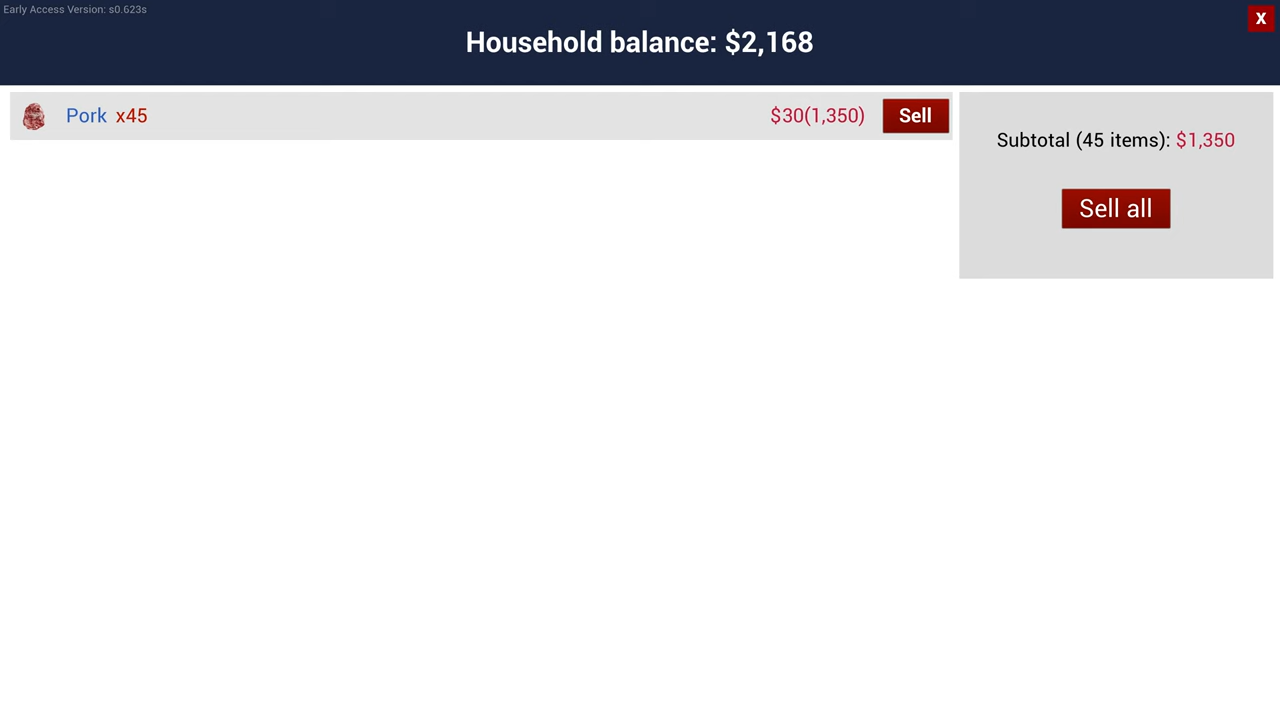 Early Access Version: s0.623s
X
Household balance: $2,168
Pork x45 $30(1,350) Sell
Subtotal (45 items): $1,350
Sell all